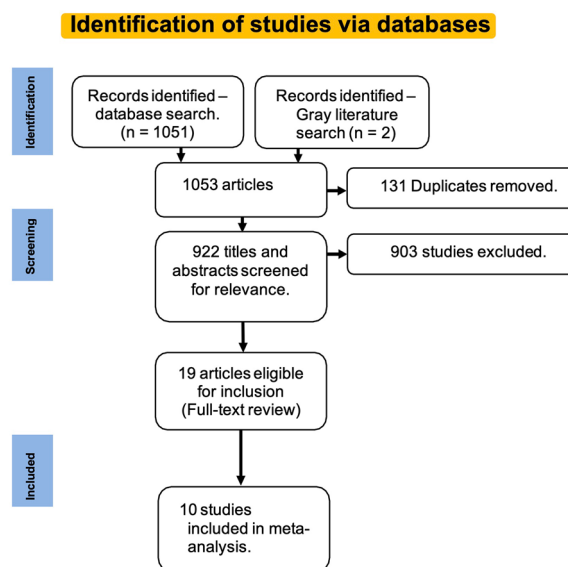 Identification of studies via databases
Identification
Records identified –
database search.
(n = 1051)
Records identified –
Gray literature
search (n = 2)
1053 articles
131 Duplicates removed.
Screening
922 titles and
abstracts screened
for relevance.
903 studies excluded.
19 articles eligible
for inclusion
(Full-text review)
Included
10 studies
included in meta-
analysis.